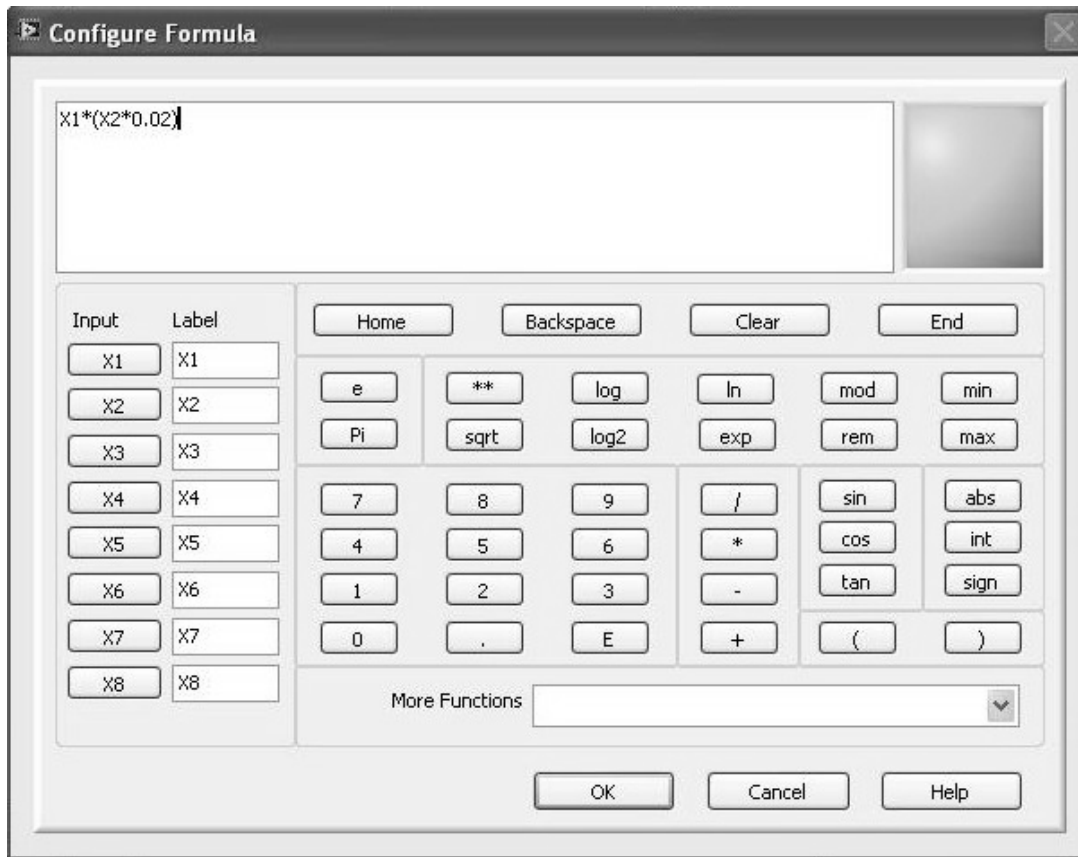 Configure Formula
X1*(X2*0.02)
Input Label
X1 X1
X2 X2
X3 X3
X4 X4
X5 X5
X6 X6
X7 X7
X8 X8
Home Backspace Clear End
e ** log ln mod min
Pi sqrt log2 exp rem max
7 8 9 / sin abs
4 5 6 * cos int
1 2 3 - tan sign
0 . E + ( )
More Functions
OK Cancel Help